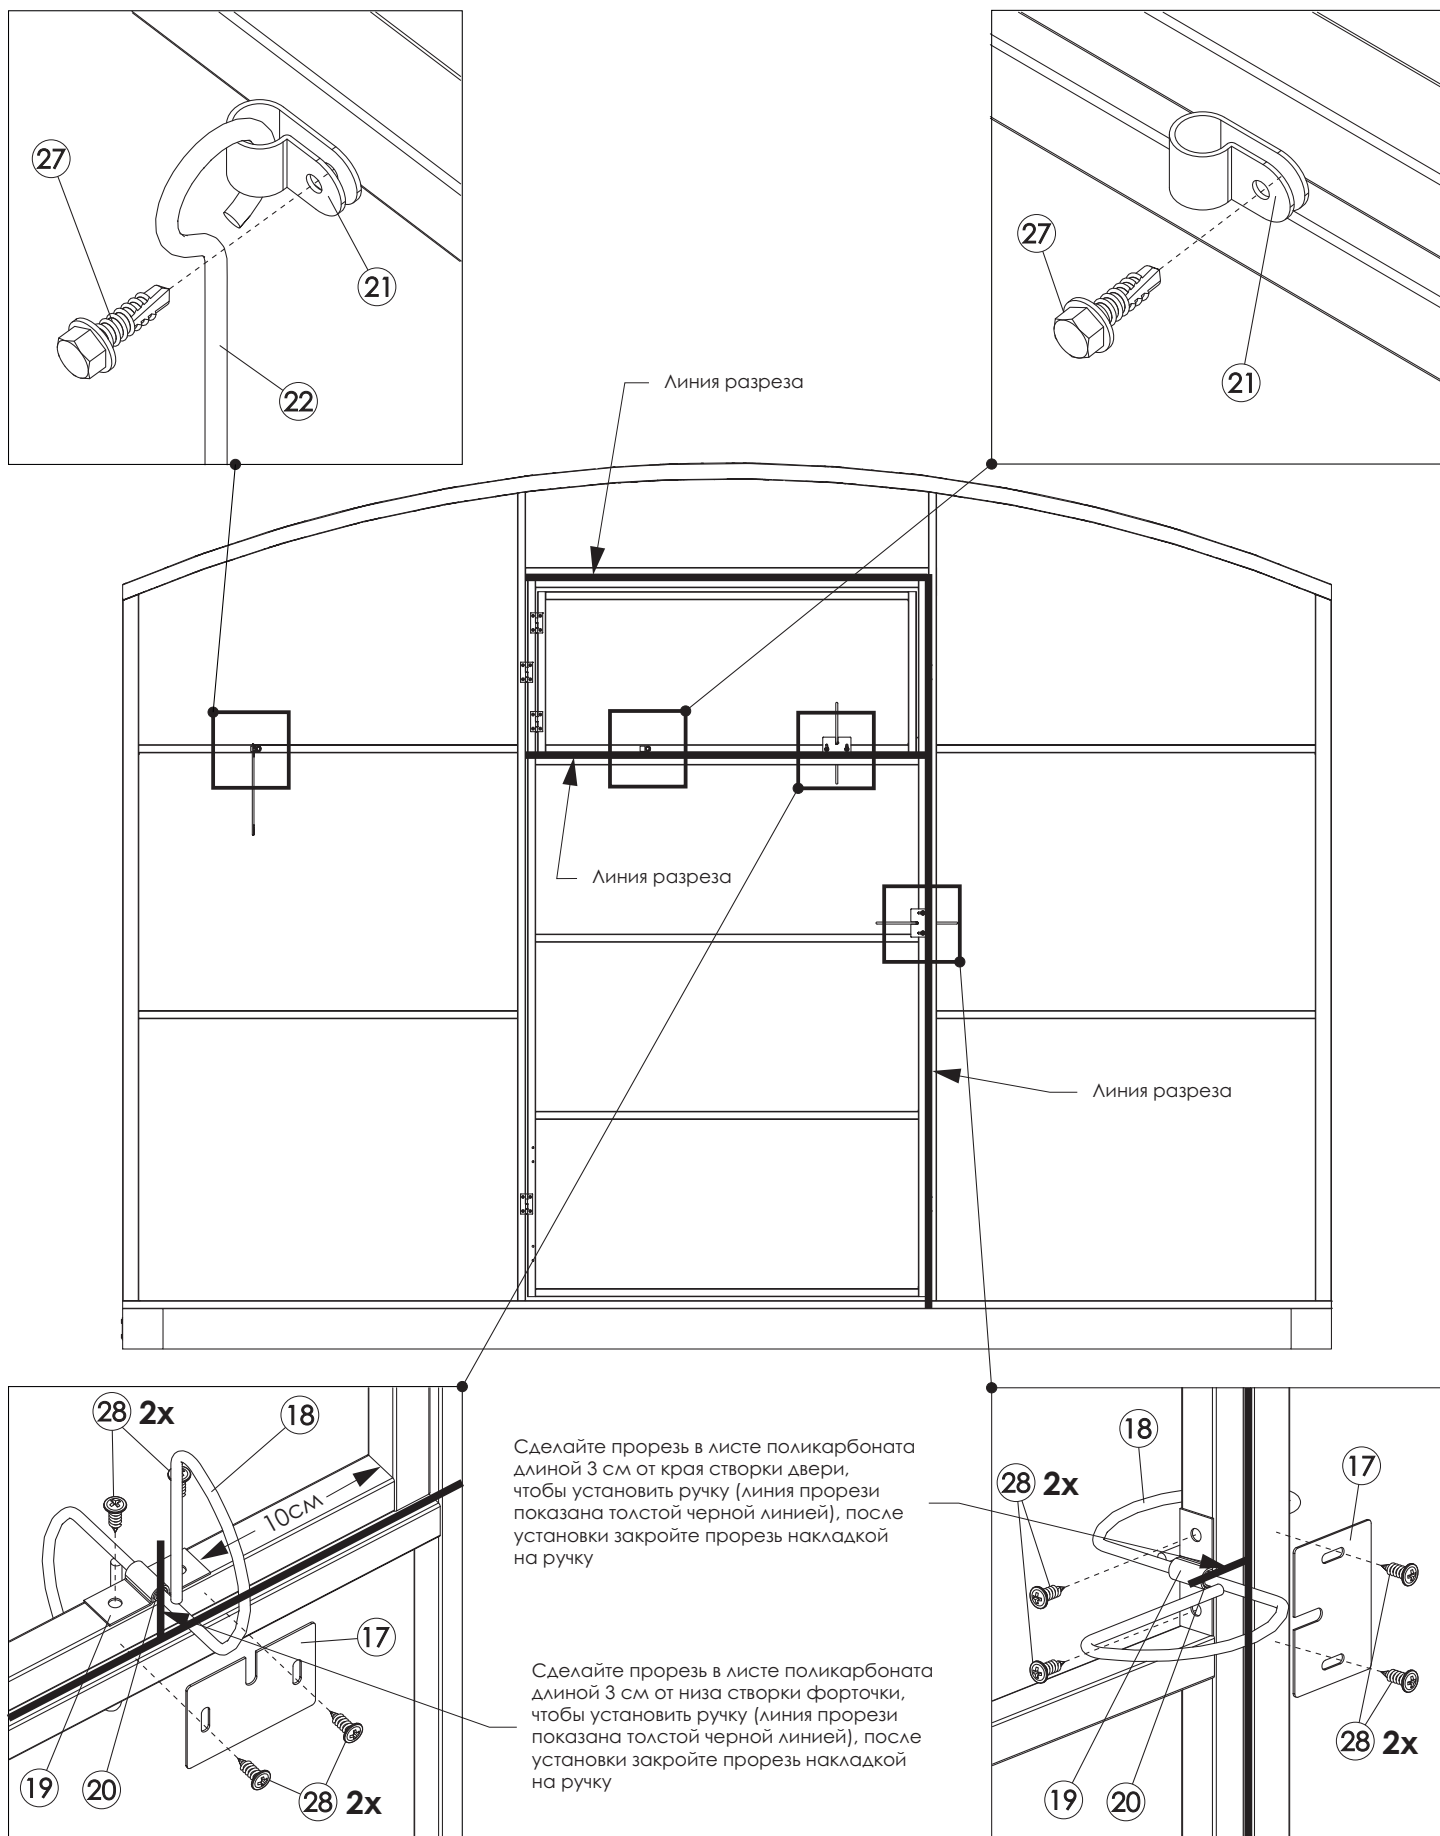 27
21
22
27
21
Линия разреза
Линия разреза
Линия разреза
28 2x
18
10см
17
19
20
28 2x
Сделайте прорезь в листе поликарбоната
длиной 3 см от края створки двери,
чтобы установить ручку (линия прорези
показана толстой черной линией), после
установки закройте прорезь накладкой
на ручку
Сделайте прорезь в листе поликарбоната
длиной 3 см от низа створки форточки,
чтобы установить ручку (линия прорези
показана толстой черной линией), после
установки закройте прорезь накладкой
на ручку
18
17
28 2x
19
20
28 2x